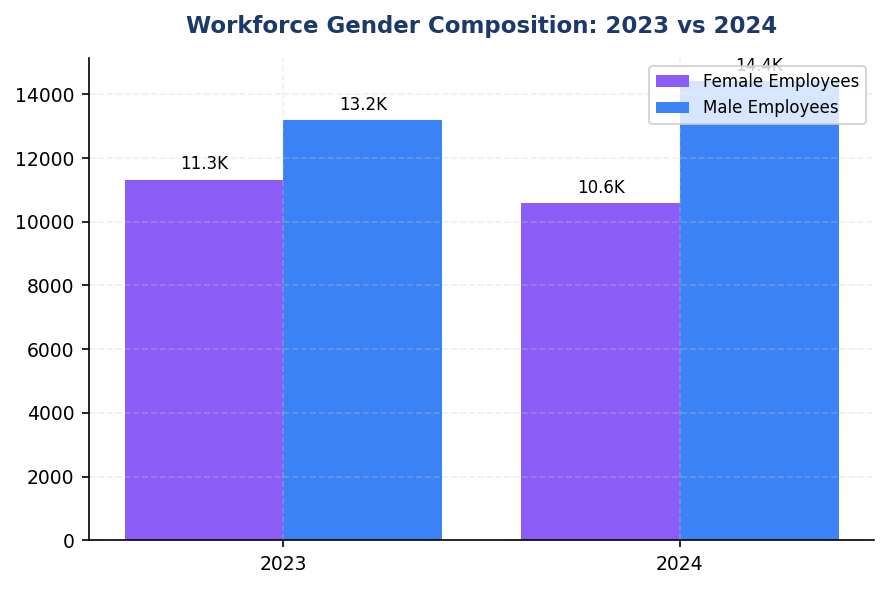 Workforce Gender Composition: 2023 vs 2024
14.4K
Female Employees
Male Employees
14000
13.2K
12000
11.3K
10.6K
10000
8000
6000
4000
2000
0
2023
2024